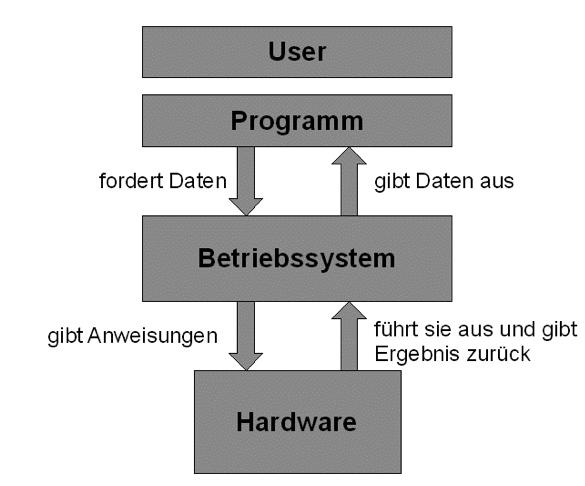 User
Programm
fordert Daten
gibt Daten aus
Betriebssystem
gibt Anweisungen
führt sie aus und gibt
Ergebnis zurück
Hardware